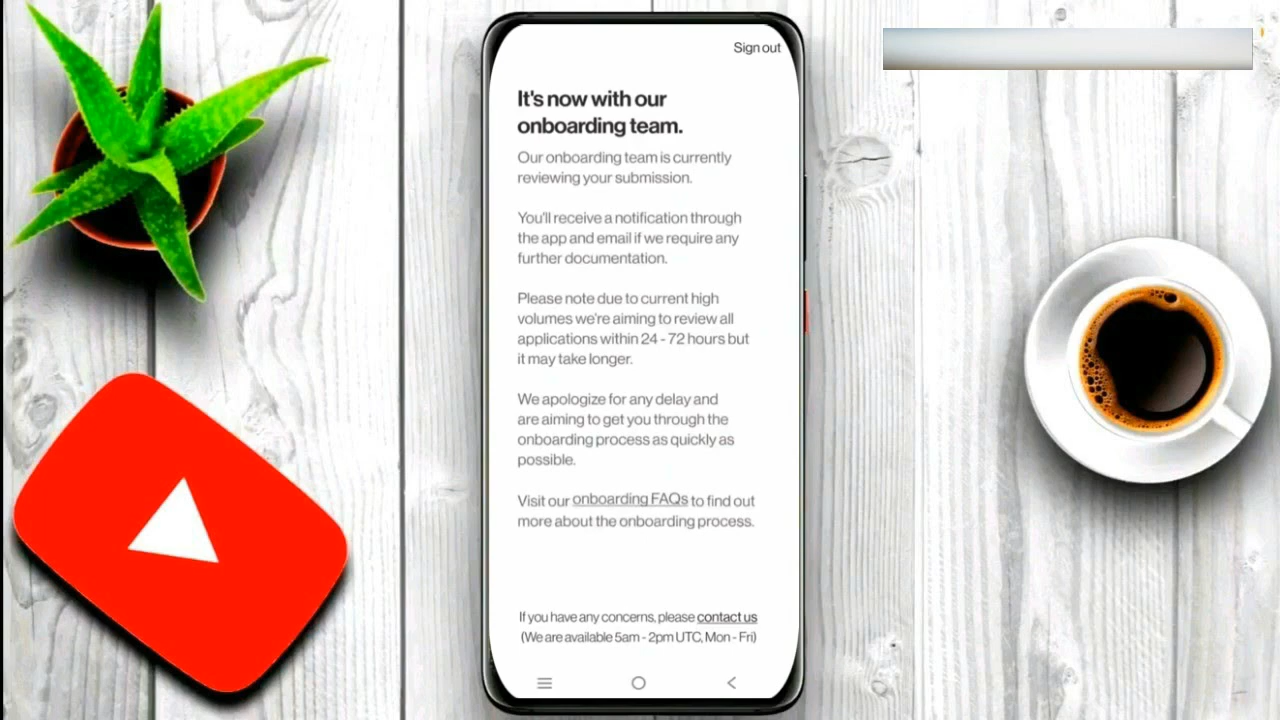 Sign out
It's now with our
onboarding team.
Our onboarding team is currently
reviewing your submission.
You'll receive a notification through
the app and email if we require any
further documentation.
Please note due to current high
volumes we're aiming to review all
applications within 24 - 72 hours but
it may take longer.
We apologize for any delay and
are aiming to get you through the
onboarding process as quickly as
possible.
Visit our onboarding FAQs to find out
more about the onboarding process.
If you have any concerns, please contact us
(We are available 5am - 2pm UTC, Mon - Fri)